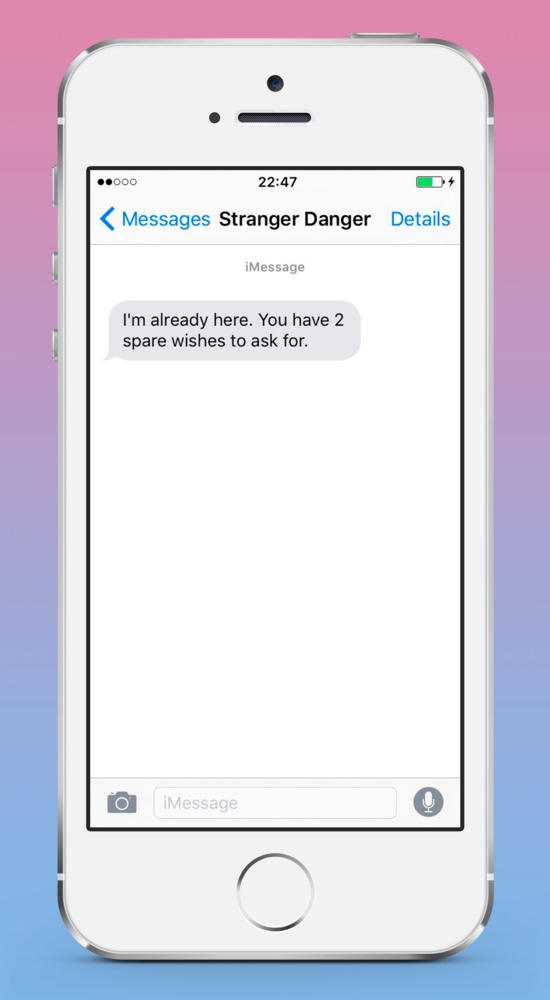 22:47
Messages Stranger Danger Details
iMessage
I'm already here. You have 2
spare wishes to ask for.
iMessage